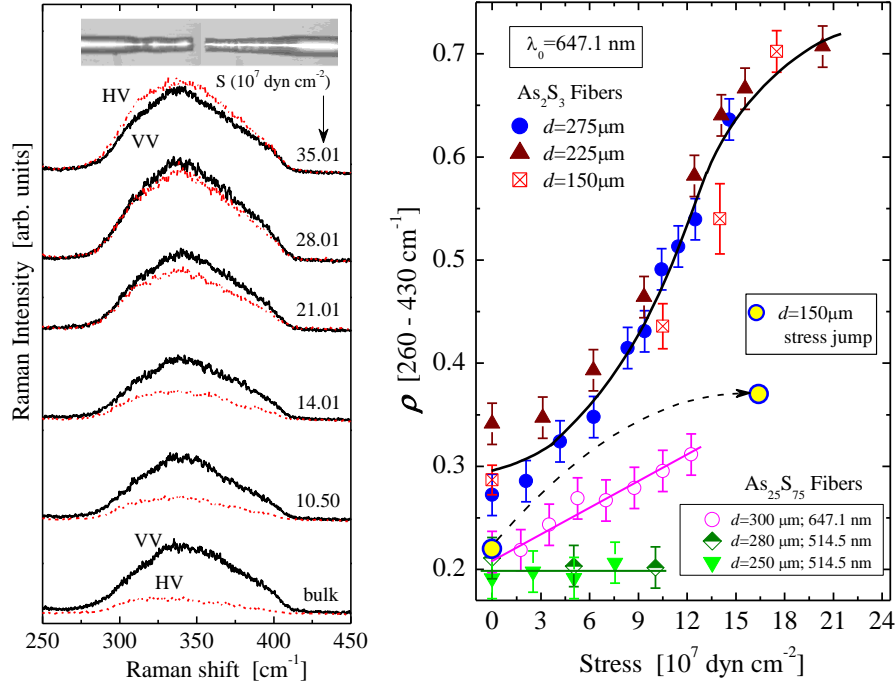 S (10⁷ dyn cm⁻²)
HV
VV
35.01
28.01
21.01
14.01
10.50
VV
HV
bulk
Raman Intensity [arb. units]
250 300 350 400 450
Raman shift [cm⁻¹]
λ₀=647.1 nm
As₂S₃ Fibers
d=275μm
d=225μm
d=150μm
d=150μm
stress jump
As₂₅S₇₅ Fibers
d=300 μm; 647.1 nm
d=280 μm; 514.5 nm
d=250 μm; 514.5 nm
0.7
0.6
0.5
0.4
0.3
0.2
ρ [260 - 430 cm⁻¹]
0 3 6 9 12 15 18 21 24
Stress [10⁷ dyn cm⁻²]